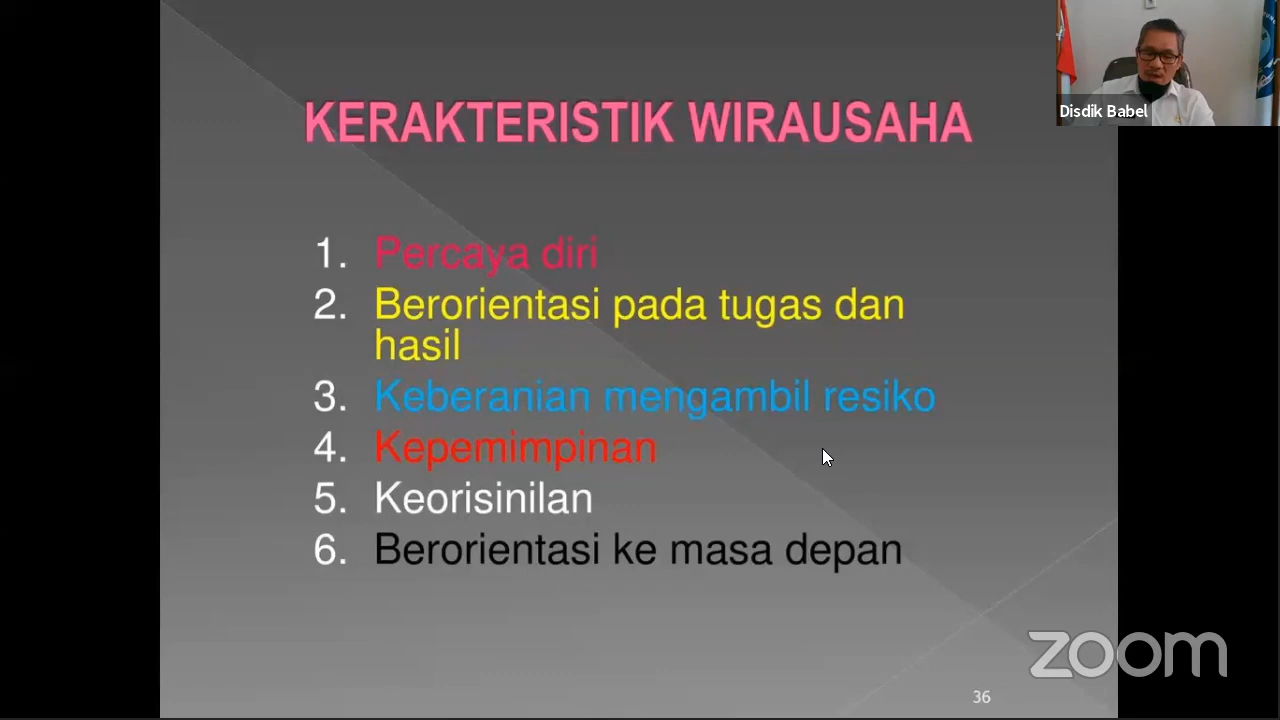 KERAKTERISTIK WIRAUSAHA
Disdik Babel
1. Percaya diri
2. Berorientasi pada tugas dan
hasil
3. Keberanian mengambil resiko
4. Kepemimpinan
5. Keorisinilan
6. Berorientasi ke masa depan
zoom
36